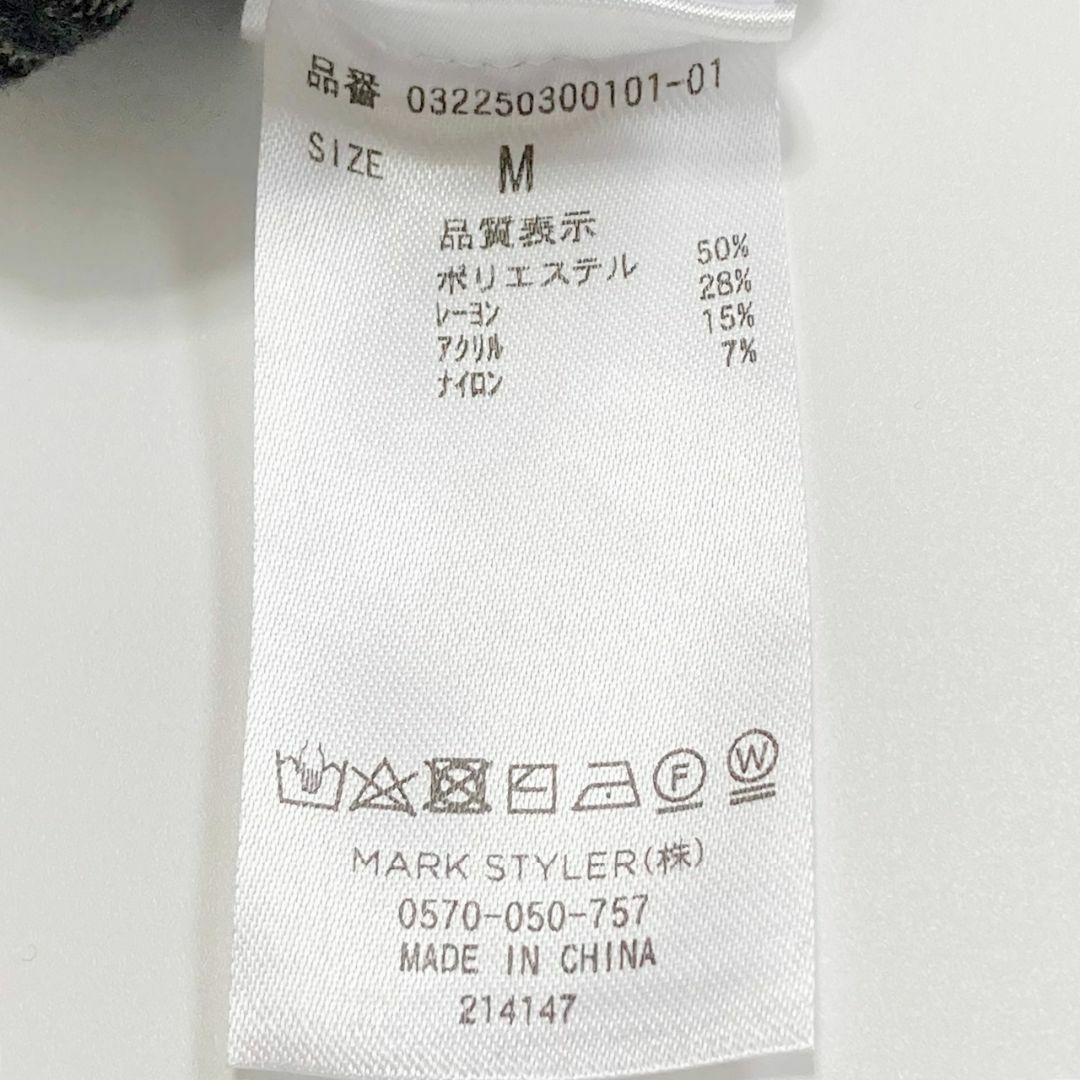 品番 032250300101-01
SIZE M
品質表示
ポリエステル 50%
レーヨン 28%
アクリル 15%
ナイロン 7%
F W
MARK STYLER(株)
0570-050-757
MADE IN CHINA
214147